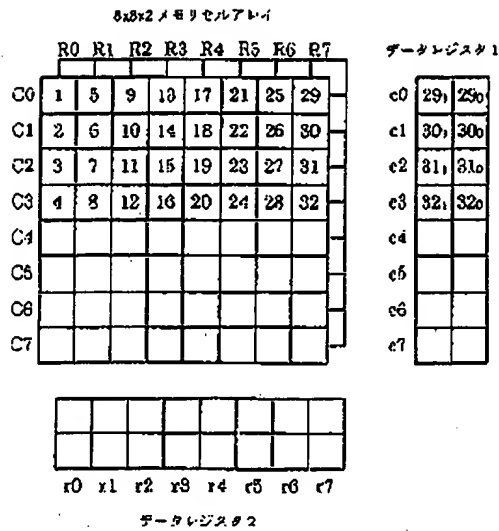 8x8x2 メモリセルアレイ
R0 R1 R2 R3 R4 R5 R6 R7
データレジスタ1
C0 1 5 9 13 17 21 25 29
c0 29₁ 29₀
C1 2 6 10 14 18 22 26 30
c1 30₁ 30₀
C2 3 7 11 15 19 23 27 31
c2 31₁ 31₀
C3 4 8 12 16 20 24 28 32
c3 32₁ 32₀
C4
c4
C5
c5
C6
c6
C7
c7
r0 r1 r2 r3 r4 r5 r6 r7
データレジスタ2